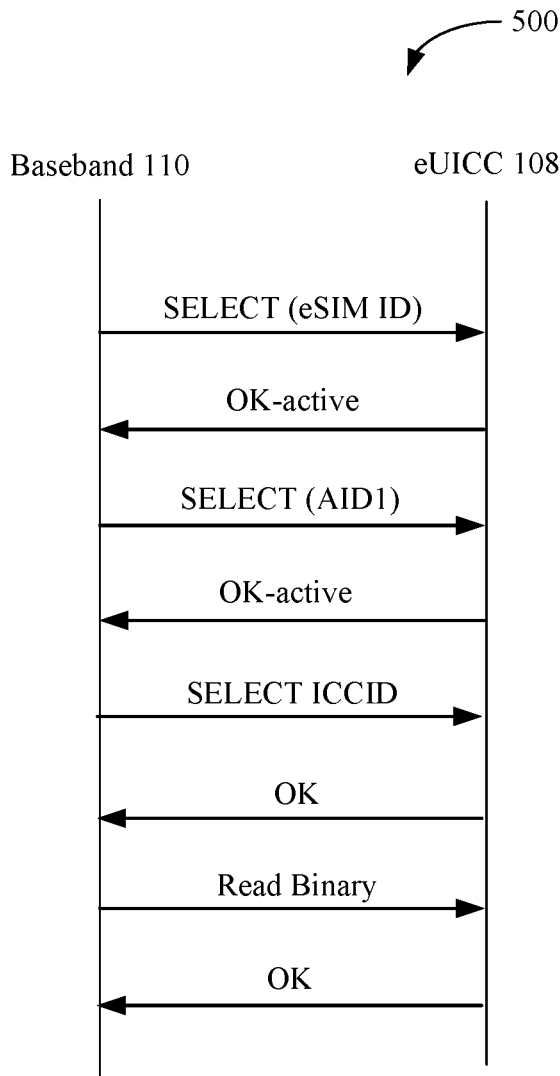 500
Baseband 110
eUICC 108
SELECT (eSIM ID)
OK-active
SELECT (AID1)
OK-active
SELECT ICCID
OK
Read Binary
OK